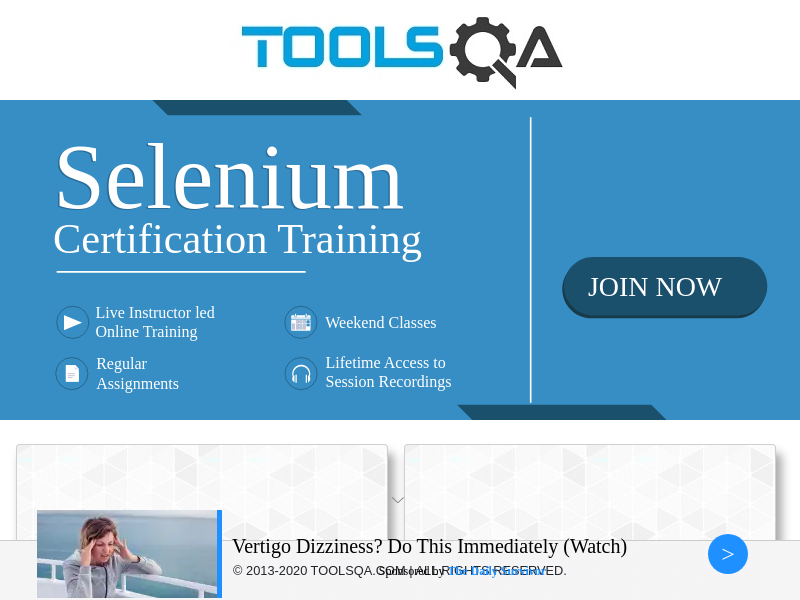 TOOLSQA
Selenium
Certification Training
JOIN NOW
Live Instructor led
Online Training
Weekend Classes
Regular
Assignments
Lifetime Access to
Session Recordings
Vertigo Dizziness? Do This Immediately (Watch)
>
© 2013-2020 TOOLSQA.COM | ALL RIGHTS RESERVED.
Sponsored by